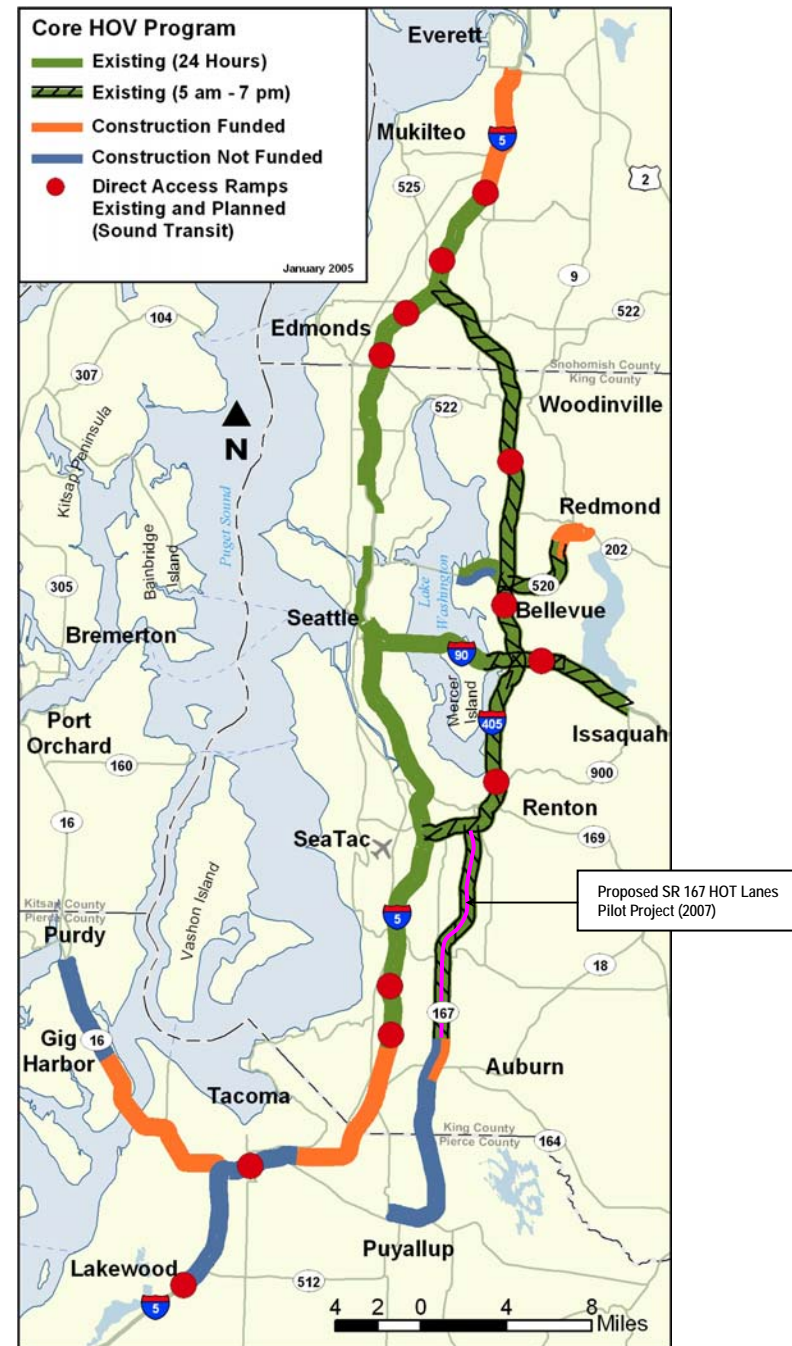 Core HOV Program
Existing (24 Hours)
Existing (5 am - 7 pm)
Construction Funded
Construction Not Funded
Direct Access Ramps
Existing and Planned
(Sound Transit)
January 2005
Everett
Mukilteo
5
525
2
9
104
Edmonds
522
307
Snohomish County
King County
522
Woodinville
N
Kitsap Peninsula
Puget Sound
Redmond
202
Bainbridge
Island
305
Lake
Washington
520
Seattle
Bellevue
Bremerton
90
Mercer
Island
405
Port
Orchard
Issaquah
160
900
Renton
16
169
SeaTac
Vashon Island
Proposed SR 167 HOT Lanes
Pilot Project (2007)
Kitsap County
Pierce County
5
Purdy
18
167
16
Gig
Harbor
Auburn
Tacoma
King County
Pierce County
164
Puyallup
Lakewood
512
5
4 2 0 4 8
Miles